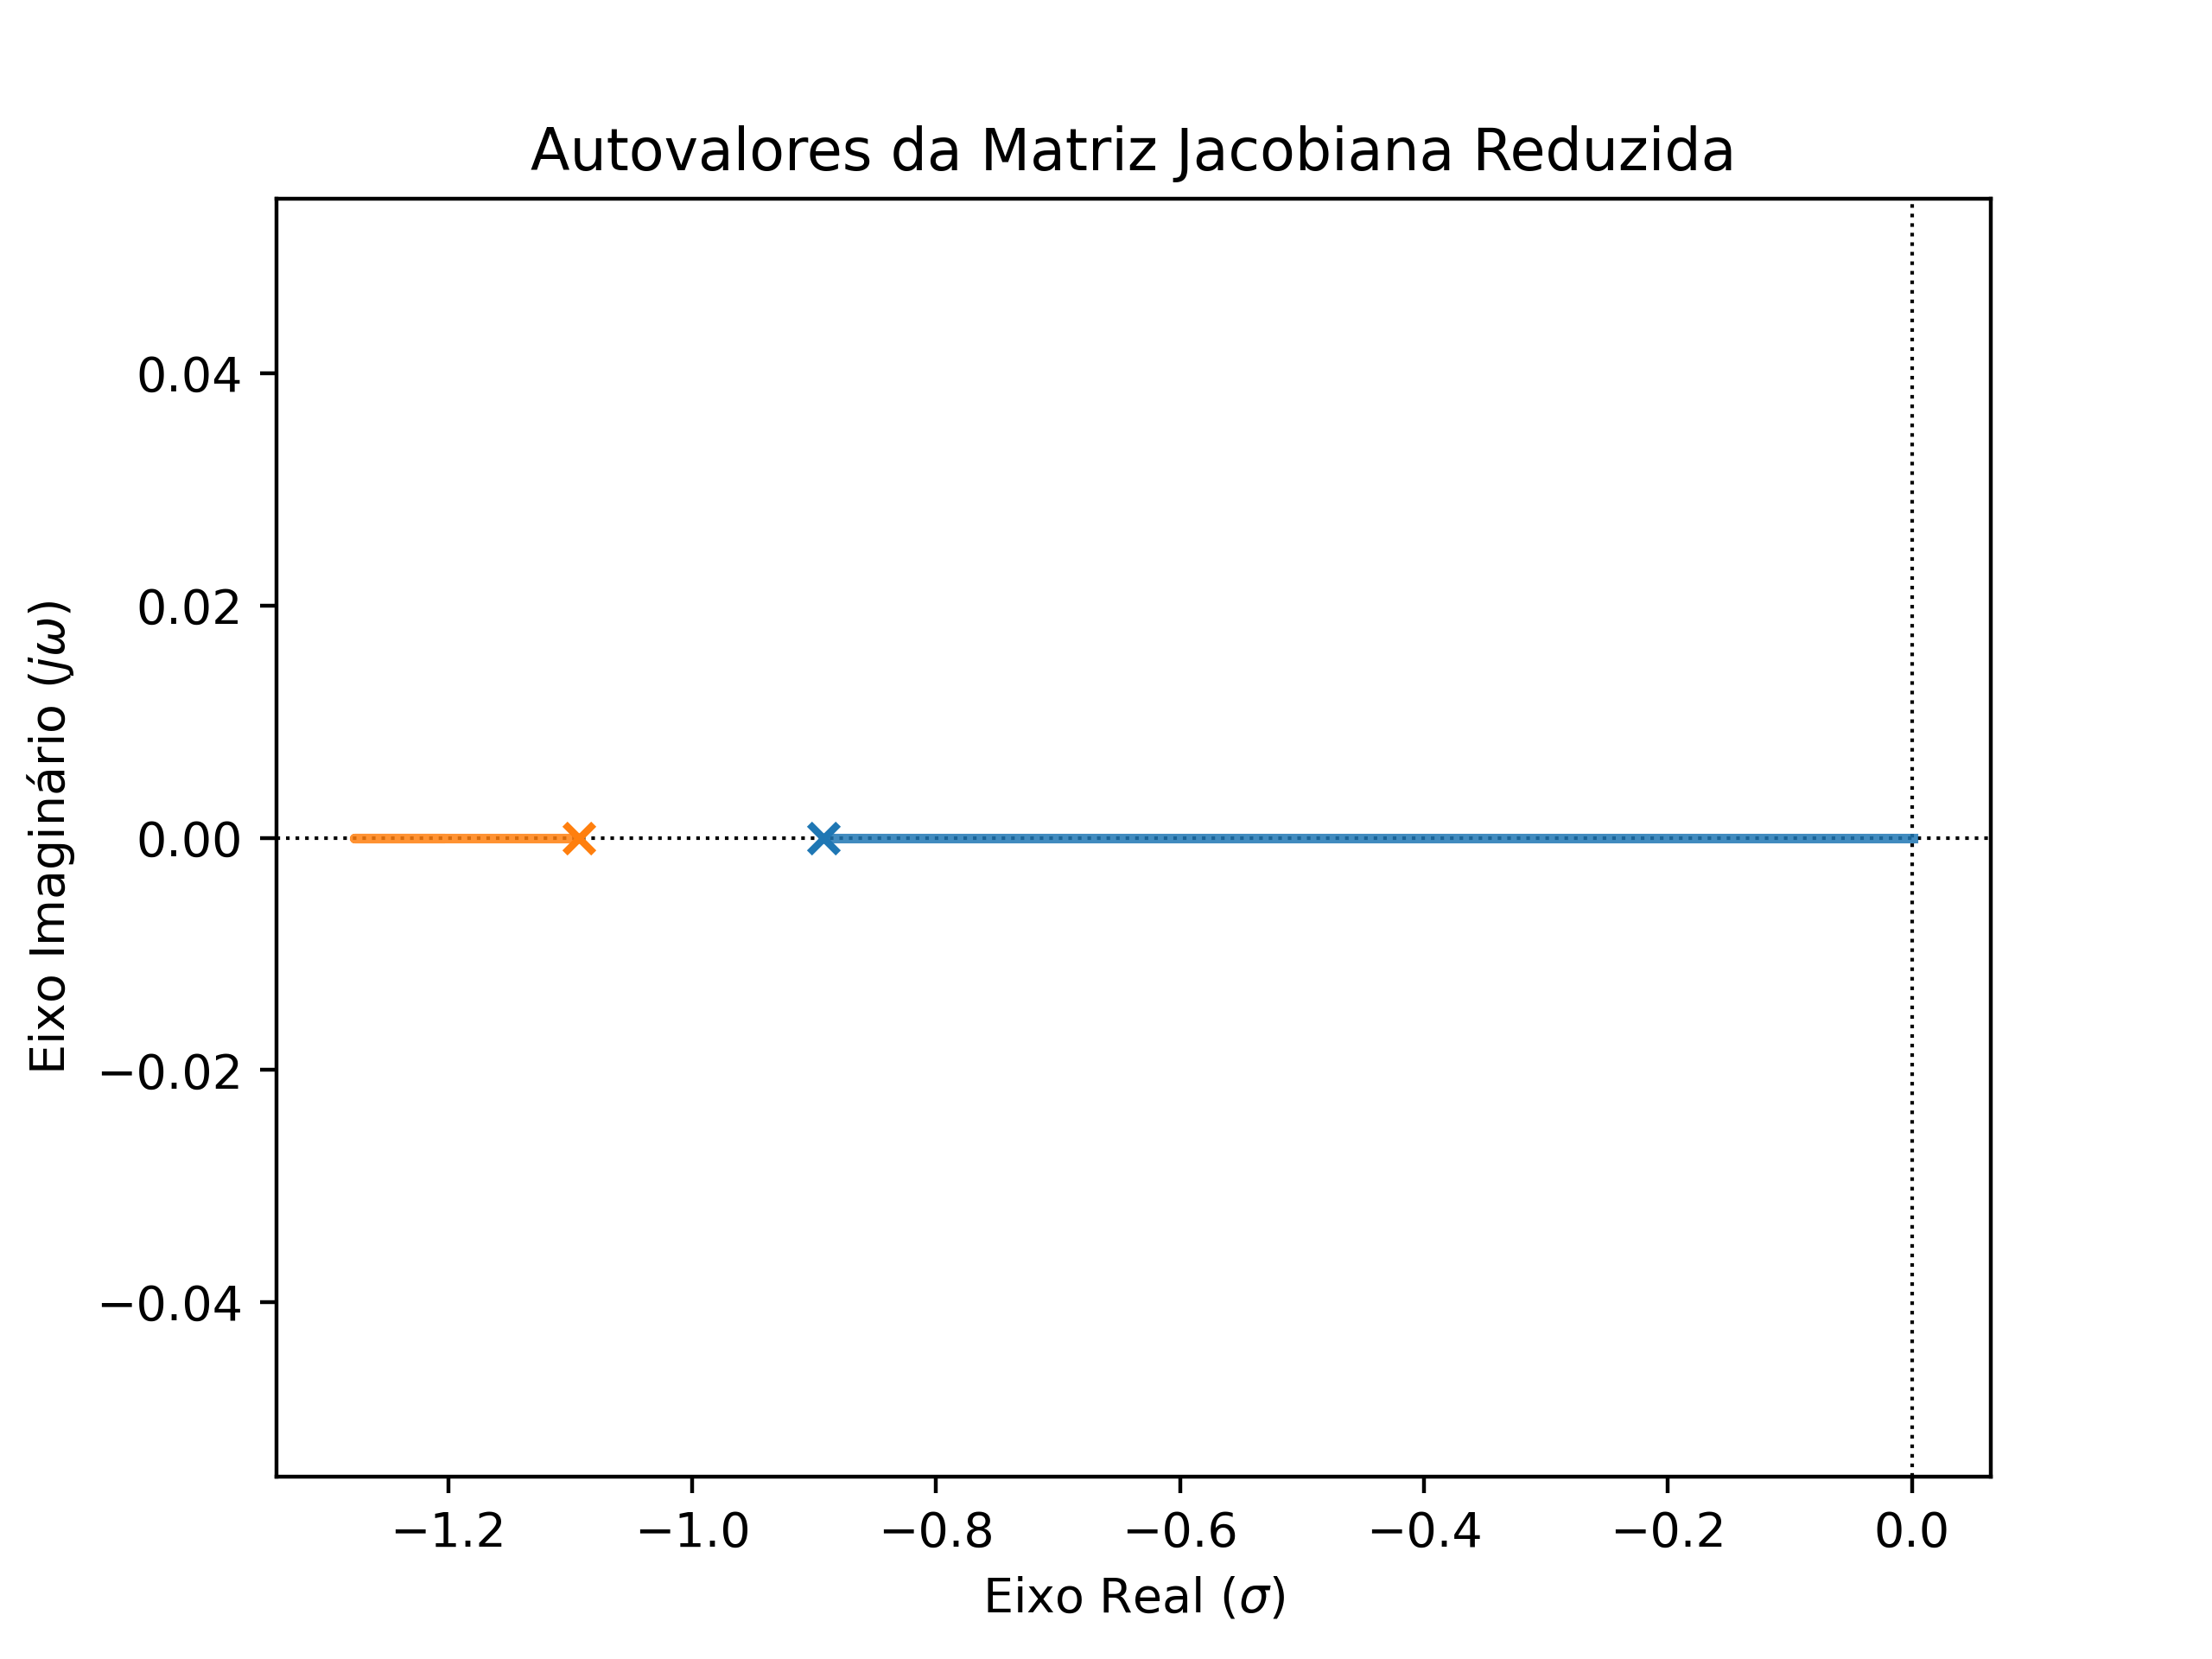 Autovalores da Matriz Jacobiana Reduzida
Eixo Imaginário (jω)
0.04
0.02
0.00
−0.02
−0.04
−1.2 −1.0 −0.8 −0.6 −0.4 −0.2 0.0
Eixo Real (σ)